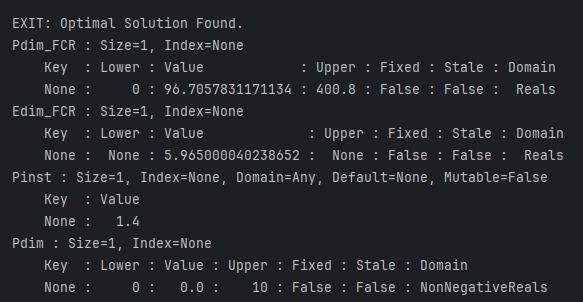 EXIT: Optimal Solution Found.
Pdim_FCR : Size=1, Index=None
    Key  : Lower : Value            : Upper : Fixed : Stale : Domain
    None :     0 : 96.7057831171134 : 400.8 : False : False :  Reals
Edim_FCR : Size=1, Index=None
    Key  : Lower : Value             : Upper : Fixed : Stale : Domain
    None :  None : 5.965000040238652 :  None : False : False :  Reals
Pinst : Size=1, Index=None, Domain=Any, Default=None, Mutable=False
    Key  : Value
    None :   1.4
Pdim : Size=1, Index=None
    Key  : Lower : Value : Upper : Fixed : Stale : Domain
    None :     0 :   0.0 :    10 : False : False : NonNegativeReals